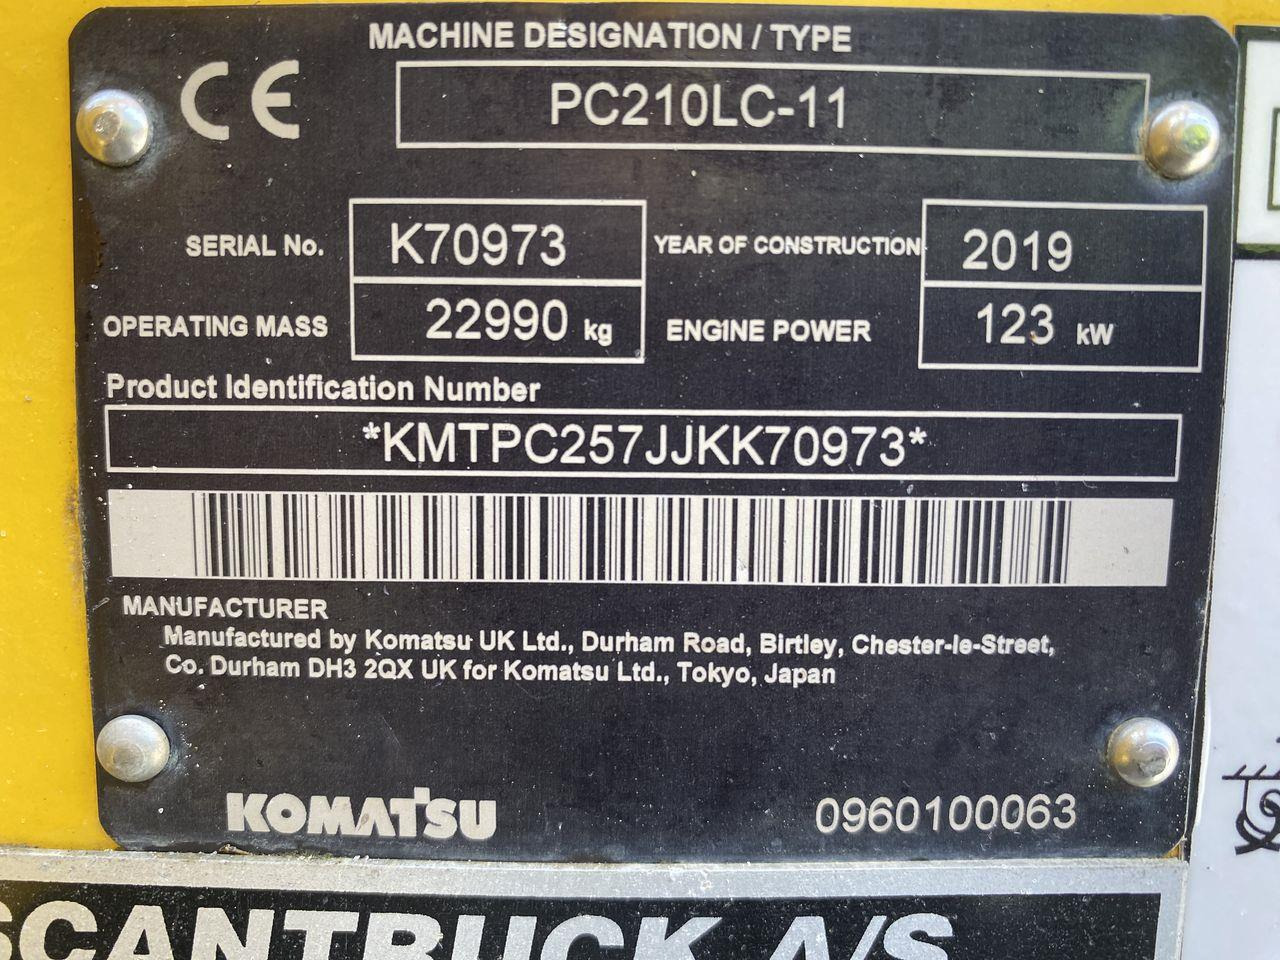 MACHINE DESIGNATION / TYPE
CE
PC210LC-11
SERIAL No. K70973 YEAR OF CONSTRUCTION 2019
OPERATING MASS 22990 kg ENGINE POWER 123 kW
Product Identification Number
*KMTPC257JJKK70973*
MANUFACTURER
Manufactured by Komatsu UK Ltd., Durham Road, Birtley, Chester-le-Street,
Co. Durham DH3 2QX UK for Komatsu Ltd., Tokyo, Japan
KOMATSU 0960100063
SCANTRUCK A/S